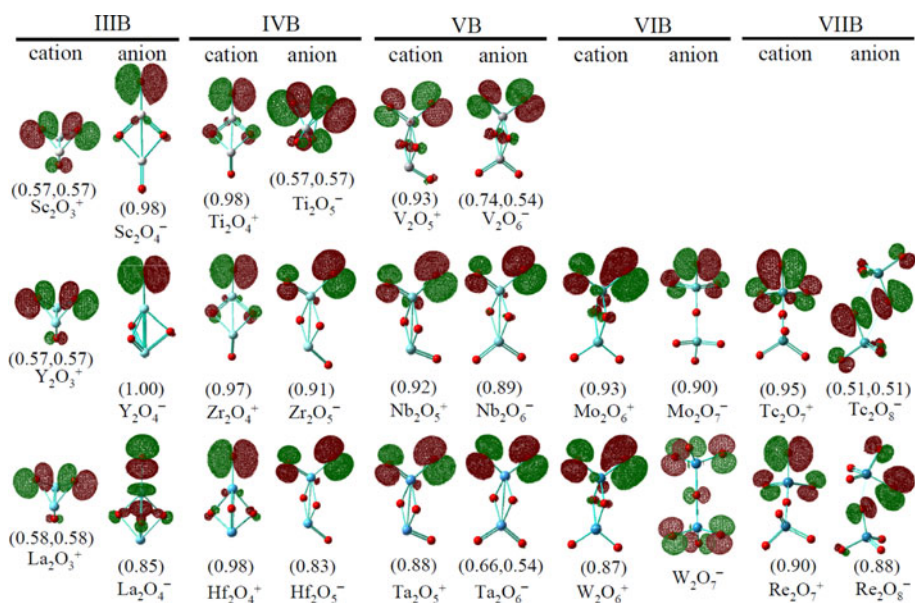 IIIB IVB VB VIB VIIB
cation anion cation anion cation anion cation anion cation anion
(0.57,0.57) (0.98) (0.98) (0.57,0.57) (0.93) (0.74,0.54)
Sc₂O₃⁺ Sc₂O₄⁻ Ti₂O₄⁺ Ti₂O₅⁻ V₂O₅⁺ V₂O₆⁻
(0.57,0.57) (1.00) (0.97) (0.91) (0.92) (0.89) (0.93) (0.90) (0.95) (0.51,0.51)
Y₂O₃⁺ Y₂O₄⁻ Zr₂O₄⁺ Zr₂O₅⁻ Nb₂O₅⁺ Nb₂O₆⁻ Mo₂O₆⁺ Mo₂O₇⁻ Tc₂O₇⁺ Tc₂O₈⁻
(0.58,0.58) (0.85) (0.98) (0.83) (0.88) (0.66,0.54) (0.87) (0.90) (0.88)
La₂O₃⁺ La₂O₄⁻ Hf₂O₄⁺ Hf₂O₅⁻ Ta₂O₅⁺ Ta₂O₆⁻ W₂O₆⁺ W₂O₇⁻ Re₂O₇⁺ Re₂O₈⁻